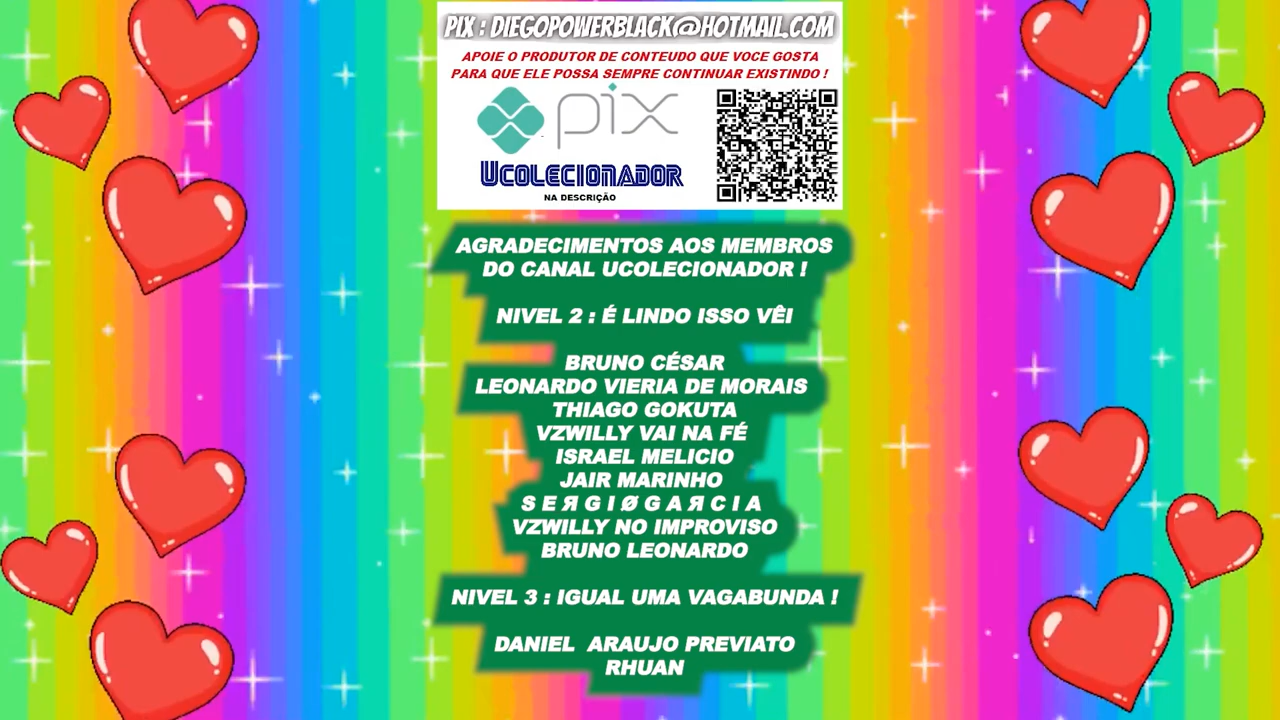 PIX : DIEGOPOWERBLACK@HOTMAIL.COM
APOIE O PRODUTOR DE CONTEUDO QUE VOCE GOSTA
PARA QUE ELE POSSA SEMPRE CONTINUAR EXISTINDO !
pix
UCOLECIONADOR
NA DESCRIÇÃO
AGRADECIMENTOS AOS MEMBROS
DO CANAL UCOLECIONADOR !
NIVEL 2 : É LINDO ISSO VÊI
BRUNO CÉSAR
LEONARDO VIERIA DE MORAIS
THIAGO GOKUTA
VZWILLY VAI NA FÉ
ISRAEL MELICIO
JAIR MARINHO
S E Я G I Ø G A Я C I A
VZWILLY NO IMPROVISO
BRUNO LEONARDO
NIVEL 3 : IGUAL UMA VAGABUNDA !
DANIEL ARAUJO PREVIATO
RHUAN